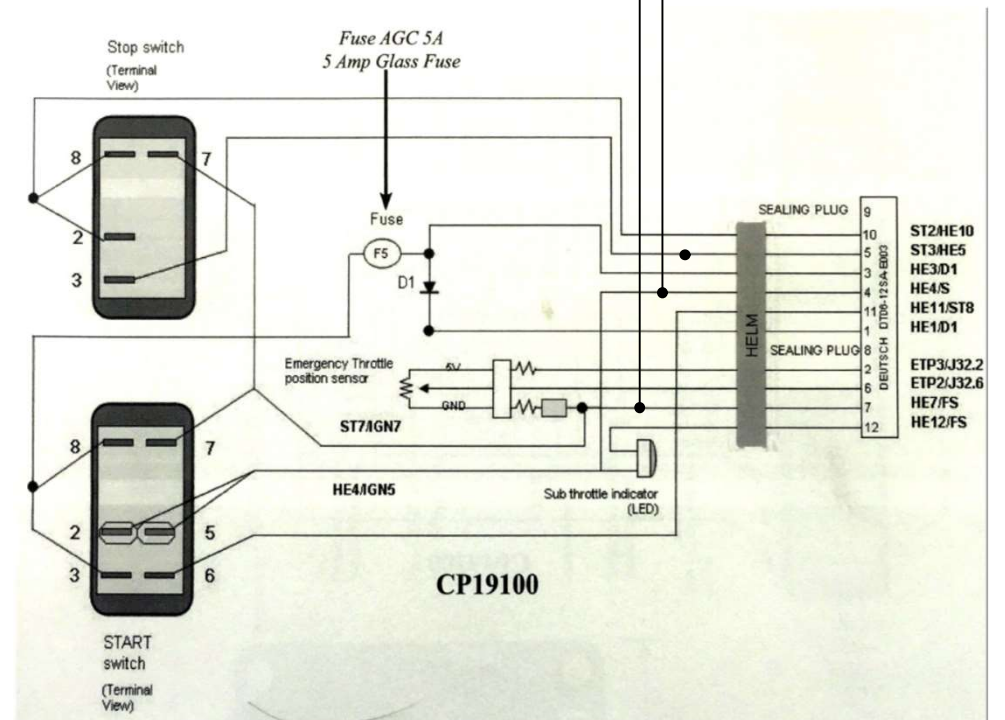 Fuse AGC 5A
5 Amp Glass Fuse
Stop switch
(Terminal
View)
8
7
2
3
Fuse
F5
D1
SEALING PLUG
9
10
ST2/HE10
5
ST3/HE5
3
HE3/D1
4
HE4/S
11
HE11/ST8
1
HE1/D1
HELM
DEUTSCH DTD6-12SA-E003
SEALING PLUG
8
2
ETP3/J32.2
6
ETP2/J32.6
7
HE7/FS
12
HE12/FS
Emergency Throttle
position sensor
5V
GND
ST7/IGN7
HE4/IGN5
Sub throttle indicator
(LED)
8
7
2
5
3
6
CP19100
START
switch
(Terminal
View)